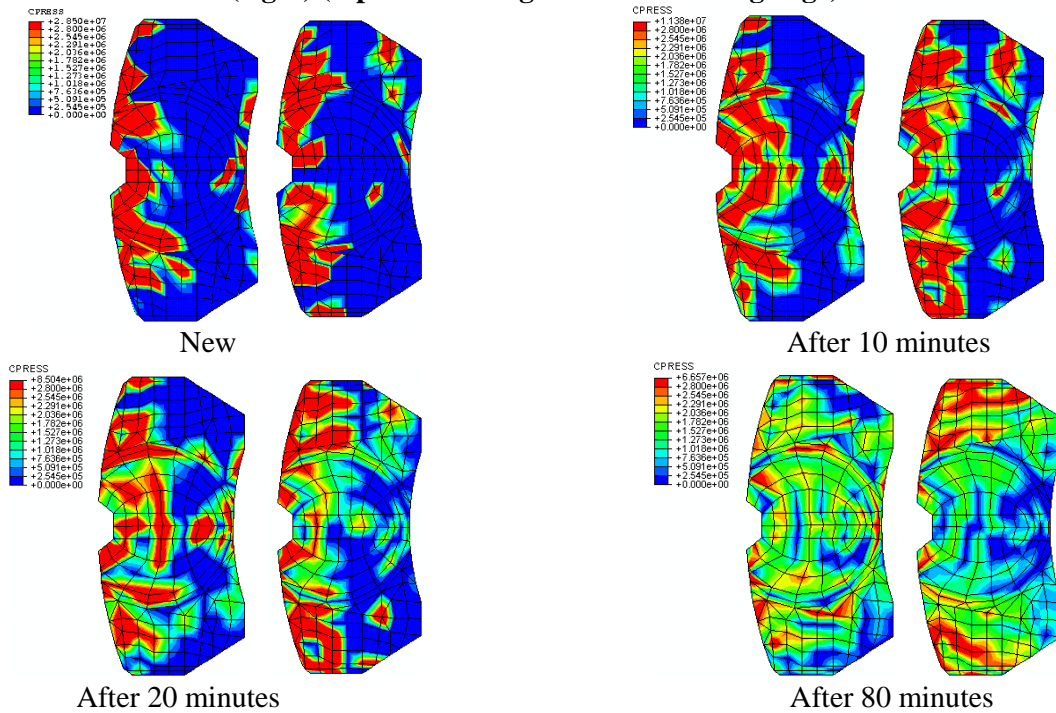 CPRESS
+2.850e+07
+2.800e+06
+2.545e+06
+2.291e+06
+2.036e+06
+1.782e+06
+1.527e+06
+1.273e+06
+1.018e+06
+7.636e+05
+5.091e+05
+2.545e+05
+0.000e+00
New
CPRESS
+1.138e+07
+2.800e+06
+2.545e+06
+2.291e+06
+2.036e+06
+1.782e+06
+1.527e+06
+1.273e+06
+1.018e+06
+7.636e+05
+5.091e+05
+2.545e+05
+0.000e+00
After 10 minutes
CPRESS
+8.504e+06
+2.800e+06
+2.545e+06
+2.291e+06
+2.036e+06
+1.782e+06
+1.527e+06
+1.273e+06
+1.018e+06
+7.636e+05
+5.091e+05
+2.545e+05
+0.000e+00
After 20 minutes
CPRESS
+6.657e+06
+2.800e+06
+2.545e+06
+2.291e+06
+2.036e+06
+1.782e+06
+1.527e+06
+1.273e+06
+1.018e+06
+7.636e+05
+5.091e+05
+2.545e+05
+0.000e+00
After 80 minutes